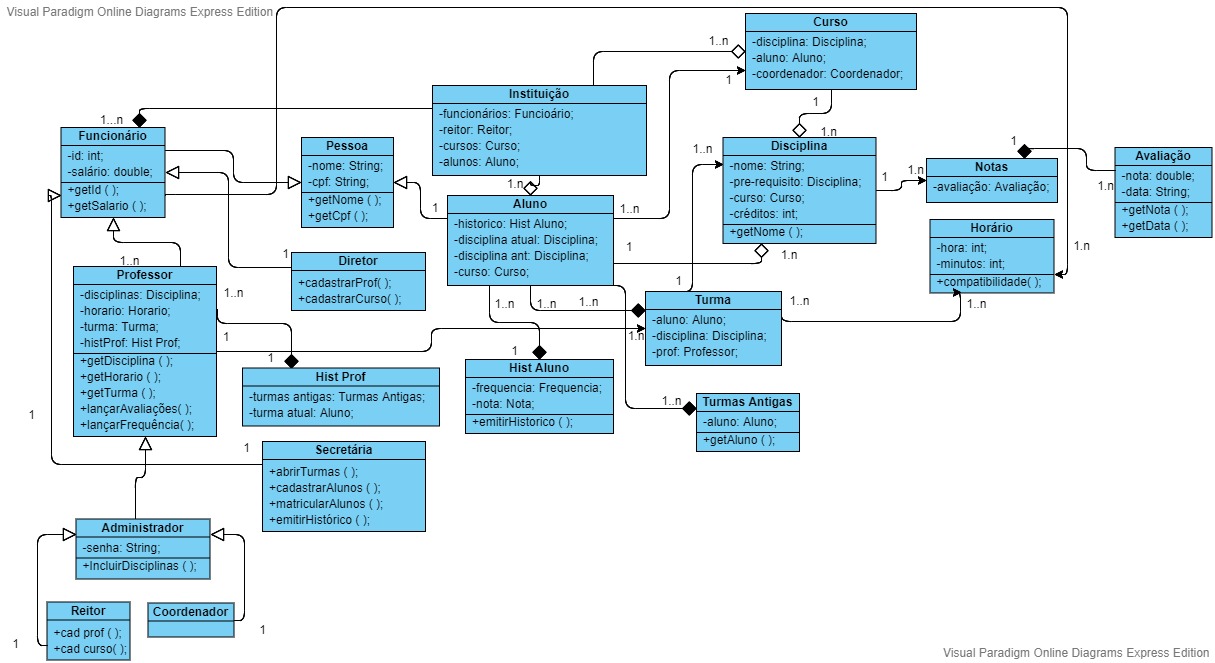 Visual Paradigm Online Diagrams Express Edition
Curso
-disciplina: Disciplina;
-aluno: Aluno;
-coordenador: Coordenador;
1..n
1
1
Instituição
-funcionários: Funcioário;
-reitor: Reitor;
-cursos: Curso;
-alunos: Aluno;
1...n
Funcionário
-id: int;
-salário: double;
+getId ( );
+getSalario ( );
Pessoa
-nome: String;
-cpf: String;
+getNome ( );
+getCpf ( );
1
1..n
Aluno
-historico: Hist Aluno;
-disciplina atual: Disciplina;
-disciplina ant: Disciplina;
-curso: Curso;
1..n
1
1..n
1..n
Disciplina
-nome: String;
-pre-requisito: Disciplina;
-curso: Curso;
-créditos: int;
+getNome ( );
1..n
1
1..n
Notas
-avaliação: Avaliação;
1
1..n
Avaliação
-nota: double;
-data: String;
+getNota ( );
+getData ( );
Horário
-hora: int;
-minutos: int;
+compatibilidade( );
1..n
1..n
1
Diretor
+cadastrarProf( );
+cadastrarCurso( );
1..n
Professor
-disciplinas: Disciplina;
-horario: Horario;
-turma: Turma;
-histProf: Hist Prof;
+getDisciplina ( );
+getHorario ( );
+getTurma ( );
+lançarAvaliações( );
+lançarFrequência( );
1..n
1
1
1..n
1..n
1..n
1
1..n
Turma
-aluno: Aluno;
-disciplina: Disciplina;
-prof: Professor;
1..n
1
Hist Prof
-turmas antigas: Turmas Antigas;
-turma atual: Aluno;
Hist Aluno
-frequencia: Frequencia;
-nota: Nota;
+emitirHistorico ( );
1..n
Turmas Antigas
-aluno: Aluno;
+getAluno ( );
1
1
Secretária
+abrirTurmas ( );
+cadastrarAlunos ( );
+matricularAlunos ( );
+emitirHistórico ( );
Administrador
-senha: String;
+IncluirDisciplinas ( );
Reitor
+cad prof ( );
+cad curso( );
1
Coordenador
1
Visual Paradigm Online Diagrams Express Edition